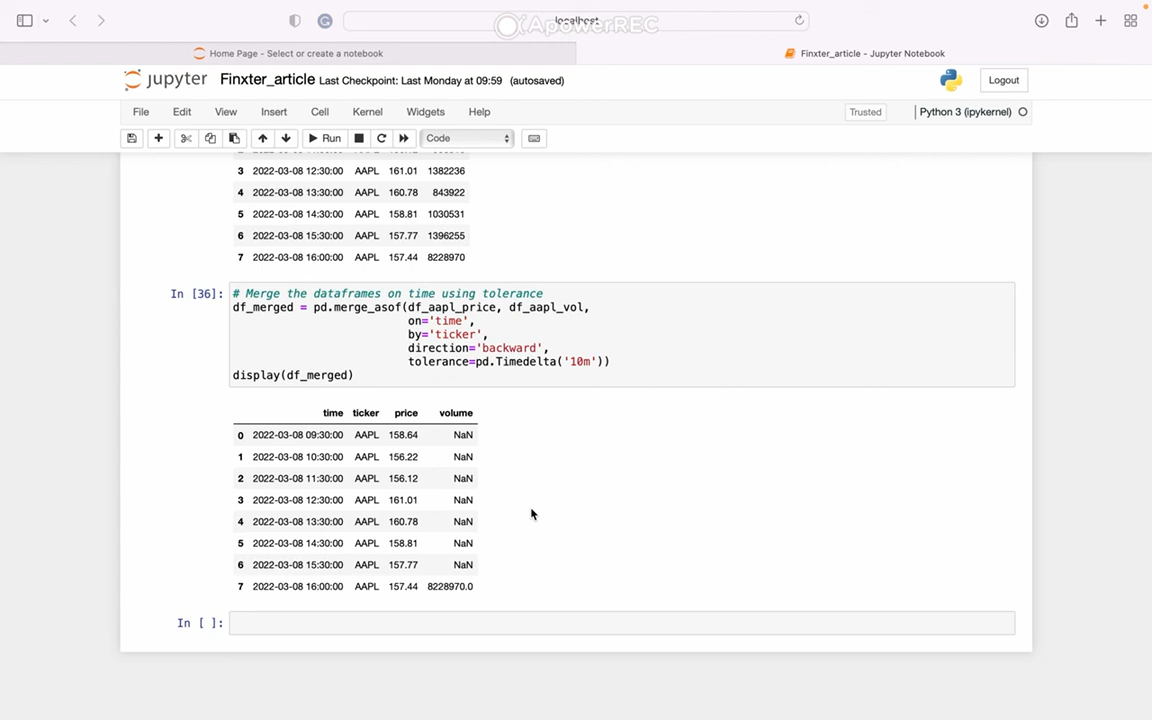 localhost
ApowerREC
Home Page - Select or create a notebook
Finxter_article - Jupyter Notebook
jupyter Finxter_article Last Checkpoint: Last Monday at 09:59 (autosaved)
Logout
File Edit View Insert Cell Kernel Widgets Help
Trusted
Python 3 (ipykernel)
Run
Code
3 2022-03-08 12:30:00 AAPL 161.01 1382236
4 2022-03-08 13:30:00 AAPL 160.78 843922
5 2022-03-08 14:30:00 AAPL 158.81 1030531
6 2022-03-08 15:30:00 AAPL 157.77 1396255
7 2022-03-08 16:00:00 AAPL 157.44 8228970
In [36]: # Merge the dataframes on time using tolerance
df_merged = pd.merge_asof(df_aapl_price, df_aapl_vol,
on='time',
by='ticker',
direction='backward',
tolerance=pd.Timedelta('10m'))
display(df_merged)
time ticker price volume
0 2022-03-08 09:30:00 AAPL 158.64 NaN
1 2022-03-08 10:30:00 AAPL 156.22 NaN
2 2022-03-08 11:30:00 AAPL 156.12 NaN
3 2022-03-08 12:30:00 AAPL 161.01 NaN
4 2022-03-08 13:30:00 AAPL 160.78 NaN
5 2022-03-08 14:30:00 AAPL 158.81 NaN
6 2022-03-08 15:30:00 AAPL 157.77 NaN
7 2022-03-08 16:00:00 AAPL 157.44 8228970.0
In [ ]: